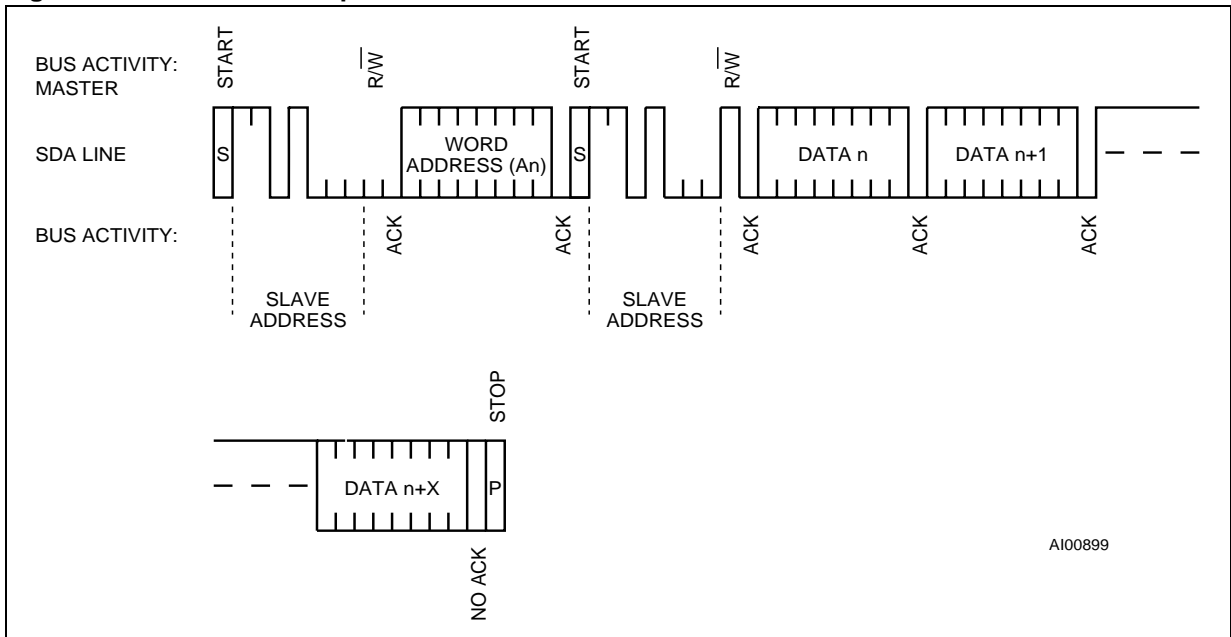 START
R/W
START
R/W
BUS ACTIVITY:
MASTER
SDA LINE
S
WORD
ADDRESS (An)
S
DATA n
DATA n+1
BUS ACTIVITY:
ACK
ACK
ACK
ACK
ACK
SLAVE
ADDRESS
SLAVE
ADDRESS
STOP
DATA n+X
P
NO ACK
AI00899